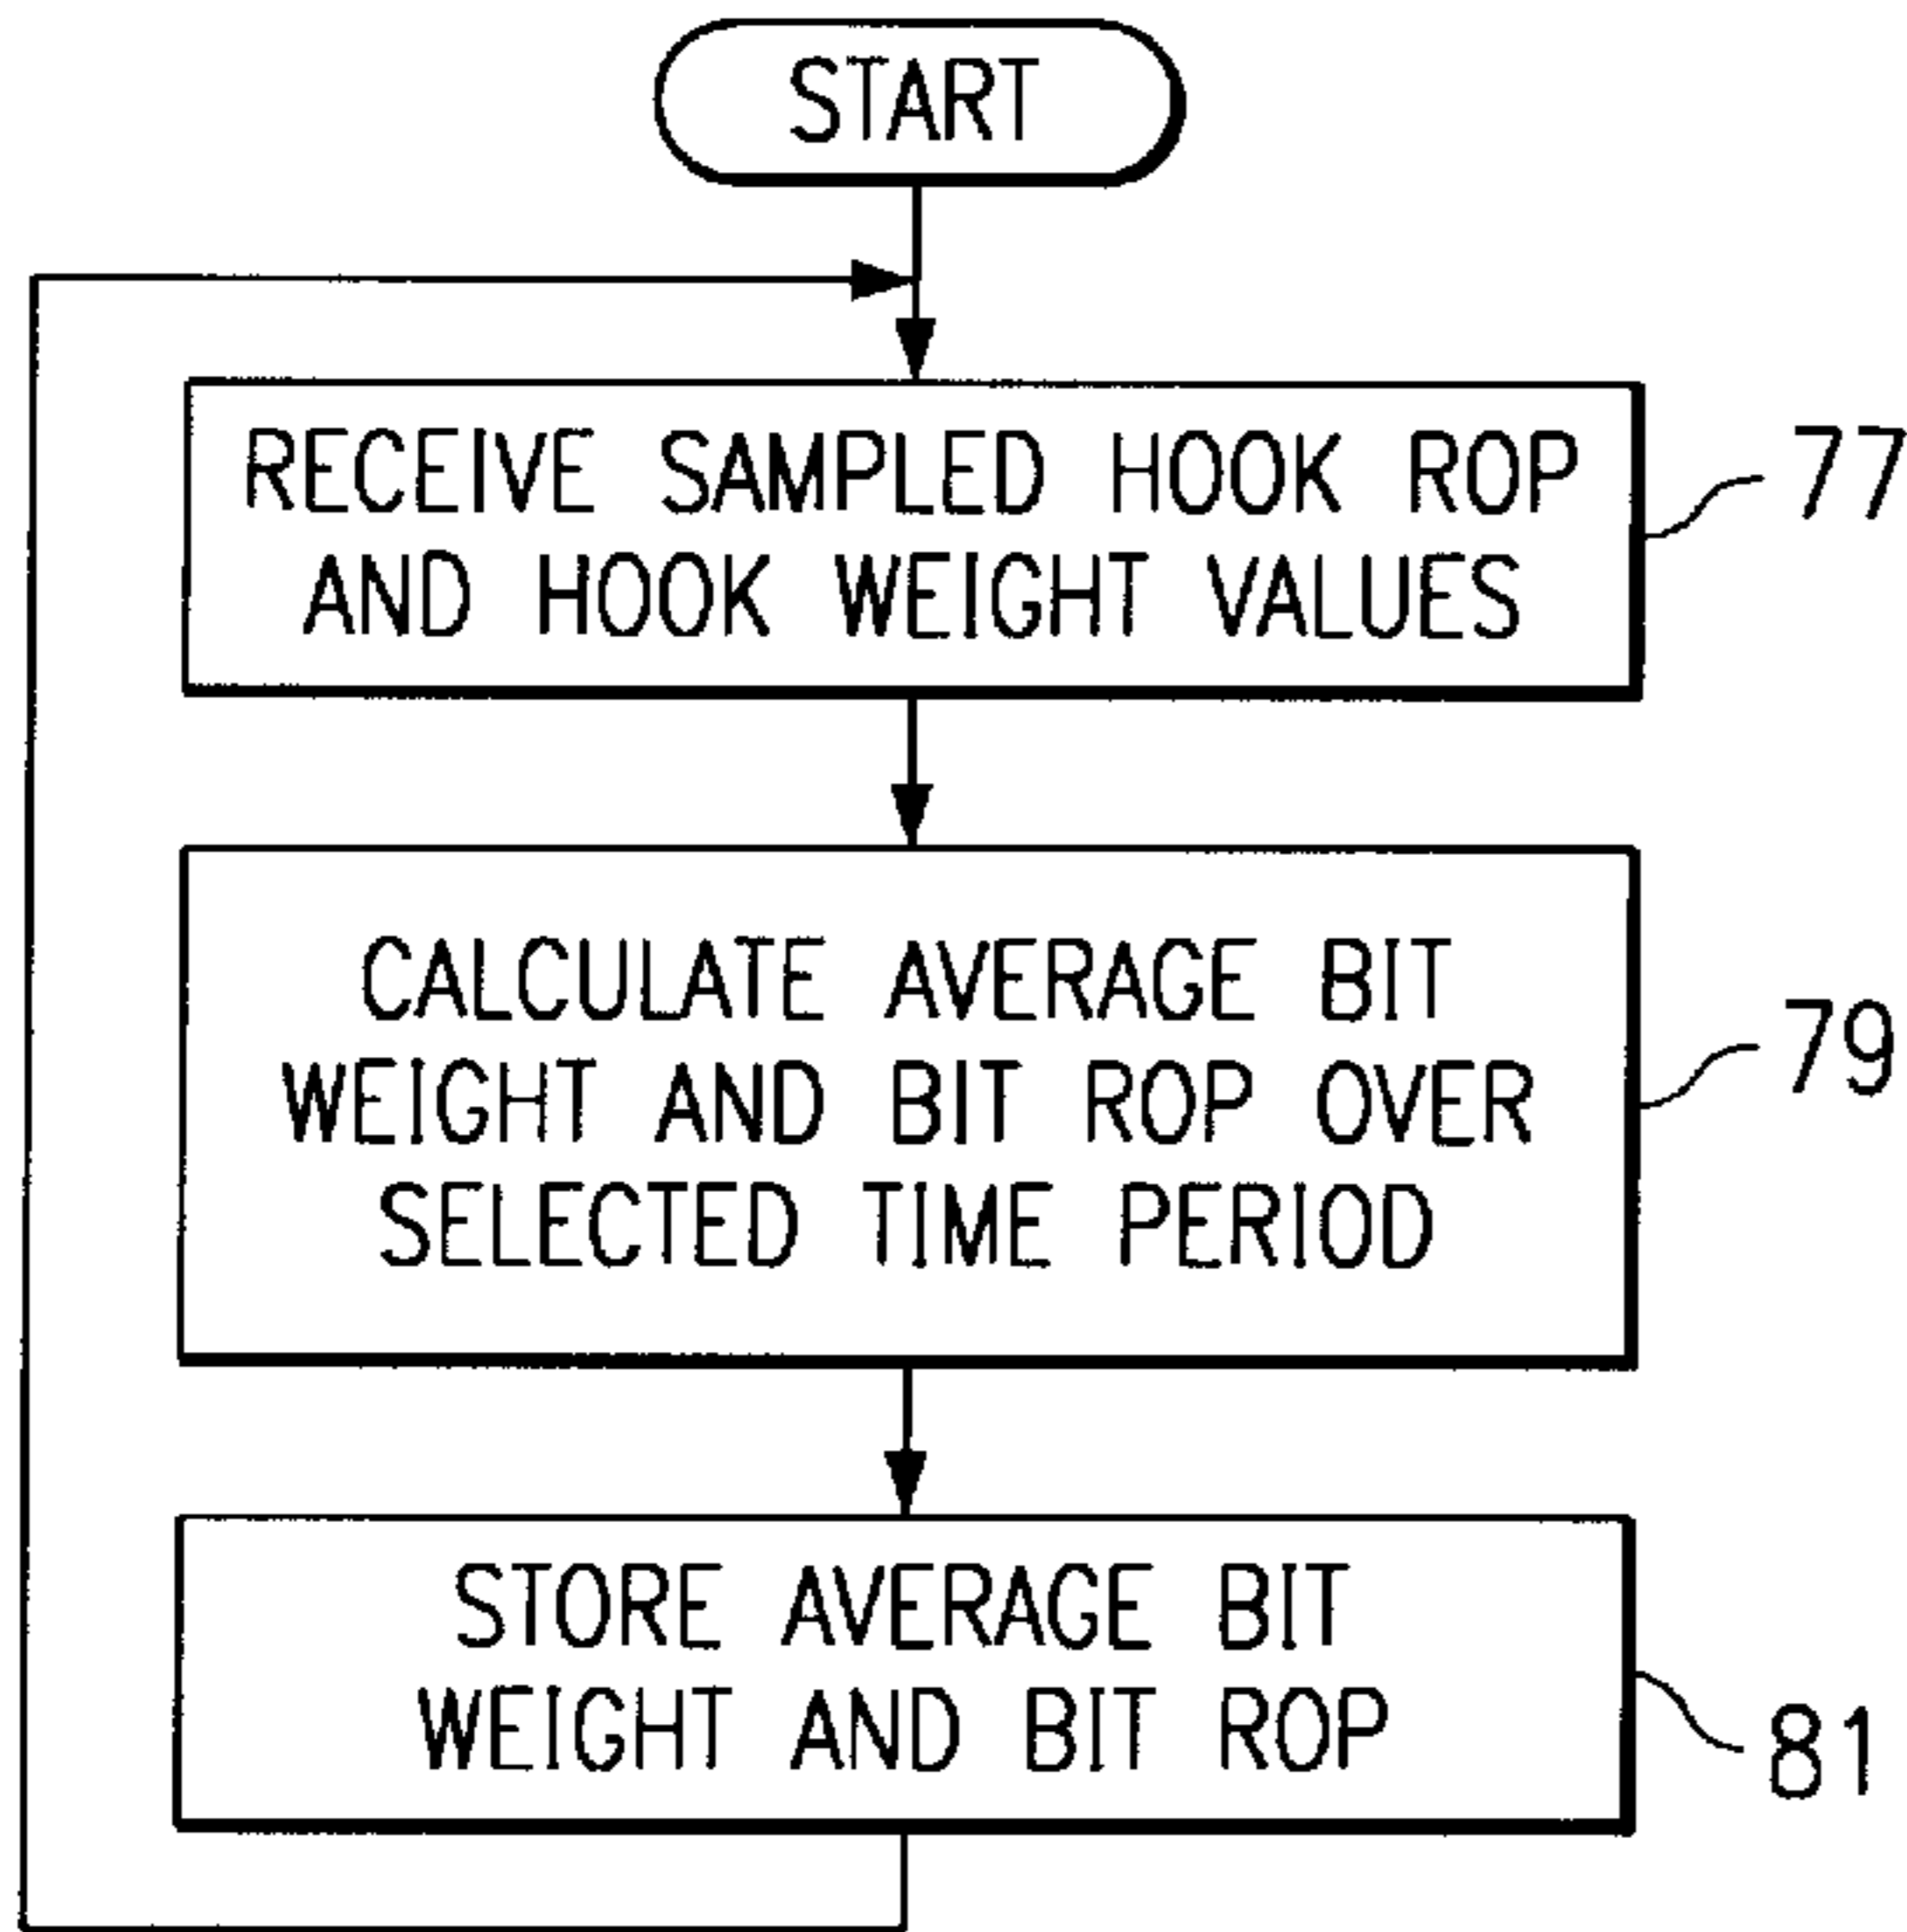 START
RECEIVE SAMPLED HOOK ROP
AND HOOK WEIGHT VALUES
77
CALCULATE AVERAGE BIT
WEIGHT AND BIT ROP OVER
SELECTED TIME PERIOD
79
STORE AVERAGE BIT
WEIGHT AND BIT ROP
81